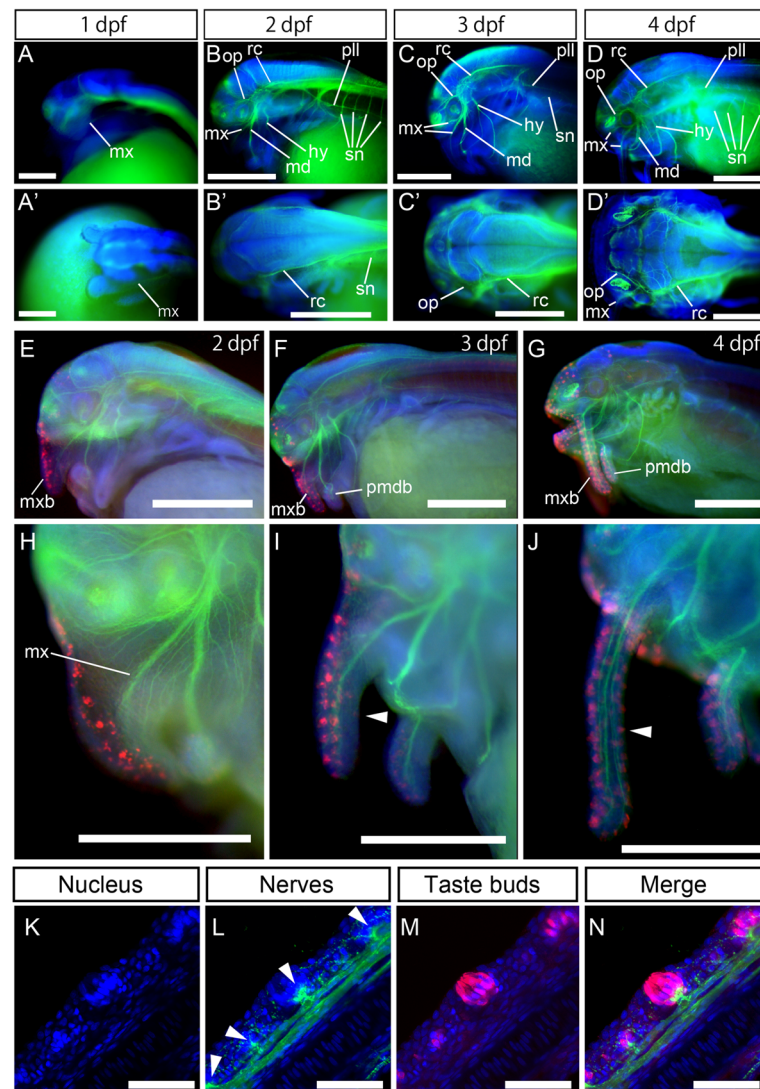 1 dpf 2 dpf 3 dpf 4 dpf
A mx
B op rc pll mx md hy sn
C op rc pll mx md hy sn
D op rc pll mx md hy sn
A' mx
B' rc sn
C' op rc
D' op mx rc
E 2 dpf mxb
F 3 dpf mxb pmdb
G 4 dpf mxb pmdb
H mx
I
J
Nucleus Nerves Taste buds Merge
K L M N